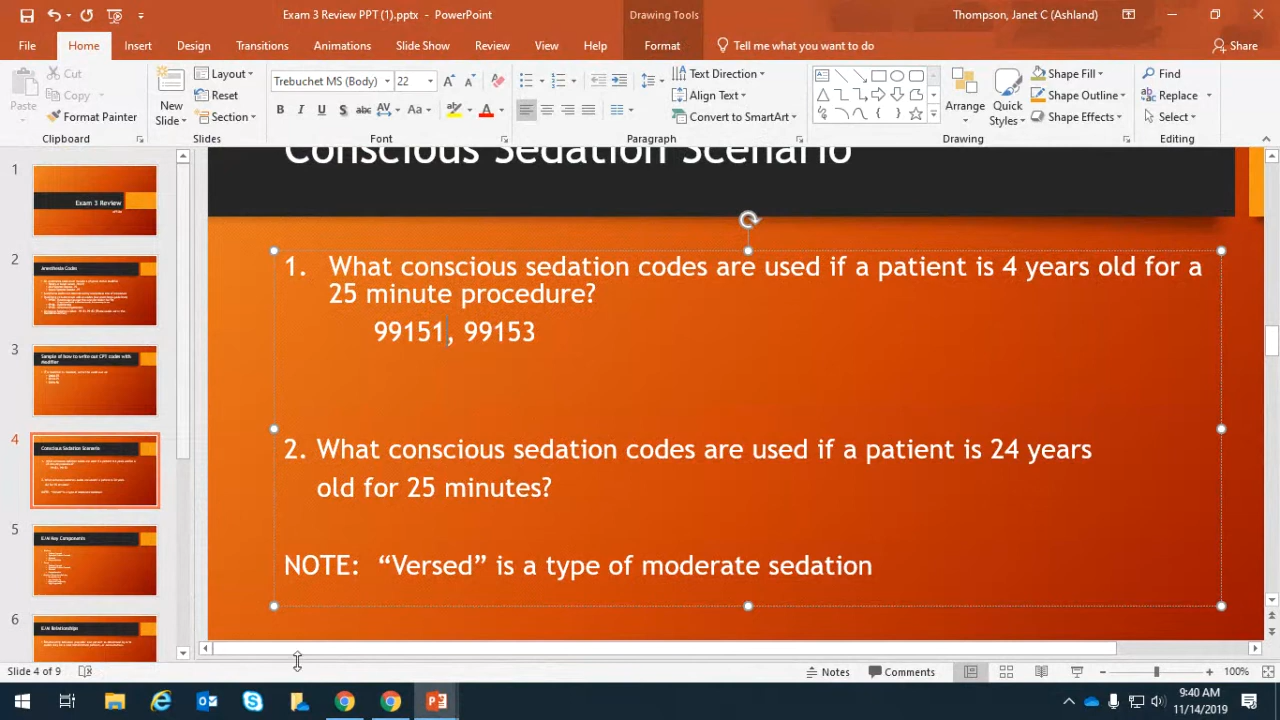 Exam 3 Review PPT (1).pptx - PowerPoint
Drawing Tools
Thompson, Janet C (Ashland)
File Home Insert Design Transitions Animations Slide Show Review View Help Format Tell me what you want to do Share
Paste
Cut
Copy
Format Painter
Clipboard
New
Slide
Layout
Reset
Section
Slides
Trebuchet MS (Body) 22
Font
Paragraph
Text Direction
Align Text
Convert to SmartArt
Arrange
Quick
Styles
Shape Fill
Shape Outline
Shape Effects
Drawing
Find
Replace
Select
Editing
1
Exam 3 Review
2
Anesthesia Codes
3
Sample of how to write out CPT codes with
modifier
4
Conscious Sedation Scenario
5
E/M Key Components
6
E/M Relationships
Conscious Sedation Scenario
1. What conscious sedation codes are used if a patient is 4 years old for a
25 minute procedure?
99151, 99153
2. What conscious sedation codes are used if a patient is 24 years
old for 25 minutes?
NOTE: “Versed” is a type of moderate sedation
Slide 4 of 9
Notes
Comments
100%
9:40 AM
11/14/2019